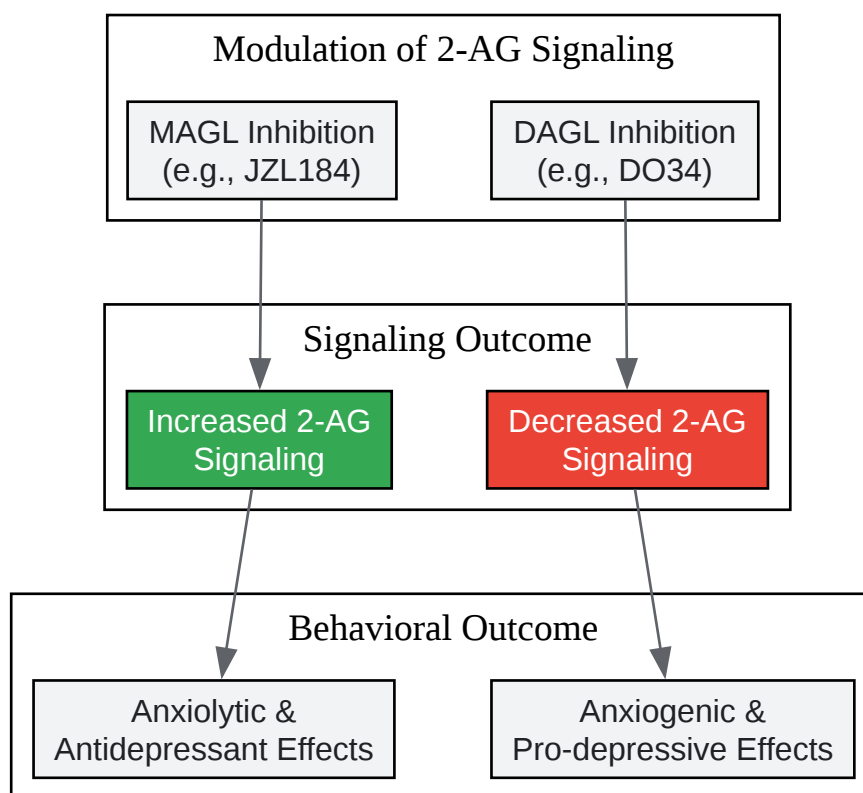 Modulation of 2-AG Signaling
MAGL Inhibition
(e.g., JZL184)
DAGL Inhibition
(e.g., DO34)
Signaling Outcome
Increased 2-AG
Signaling
Decreased 2-AG
Signaling
Behavioral Outcome
Anxiolytic &
Antidepressant Effects
Anxiogenic &
Pro-depressive Effects